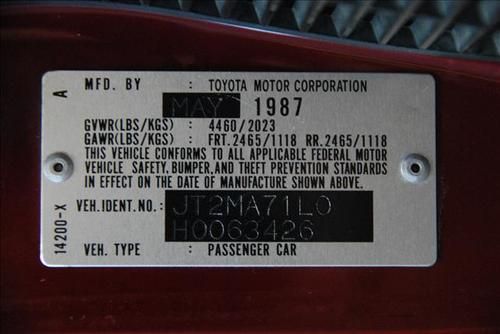 A
MFD. BY : TOYOTA MOTOR CORPORATION
MAY 1987
GVWR(LBS/KGS) : 4460/2023
GAWR(LBS/KGS) : FRT. 2465/1118 RR. 2465/1118
THIS VEHICLE CONFORMS TO ALL APPLICABLE FEDERAL MOTOR
VEHICLE SAFETY, BUMPER, AND THEFT PREVENTION STANDARDS
IN EFFECT ON THE DATE OF MANUFACTURE SHOWN ABOVE.
VEH. IDENT. NO. : JT2MA71L0
H0063426
VEH. TYPE : PASSENGER CAR
14200-X